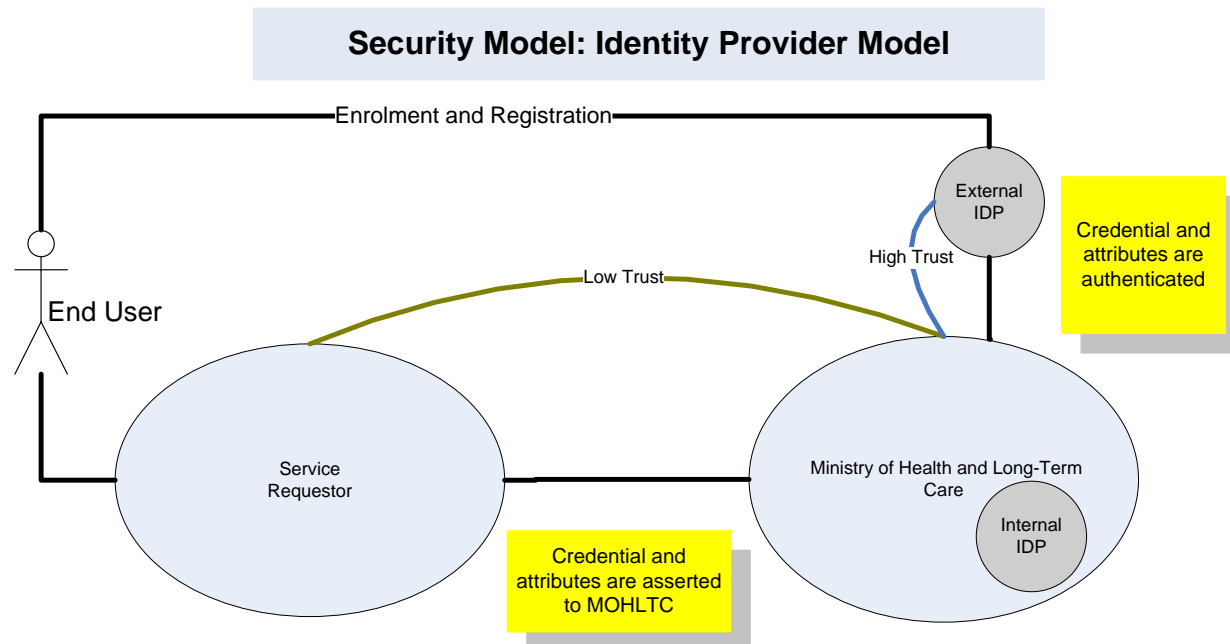 Security Model: Identity Provider Model
Enrolment and Registration
External
IDP
Credential and
attributes are
authenticated
High Trust
Low Trust
End User
Service
Requestor
Ministry of Health and Long-Term
Care
Internal
IDP
Credential and
attributes are asserted
to MOHLTC